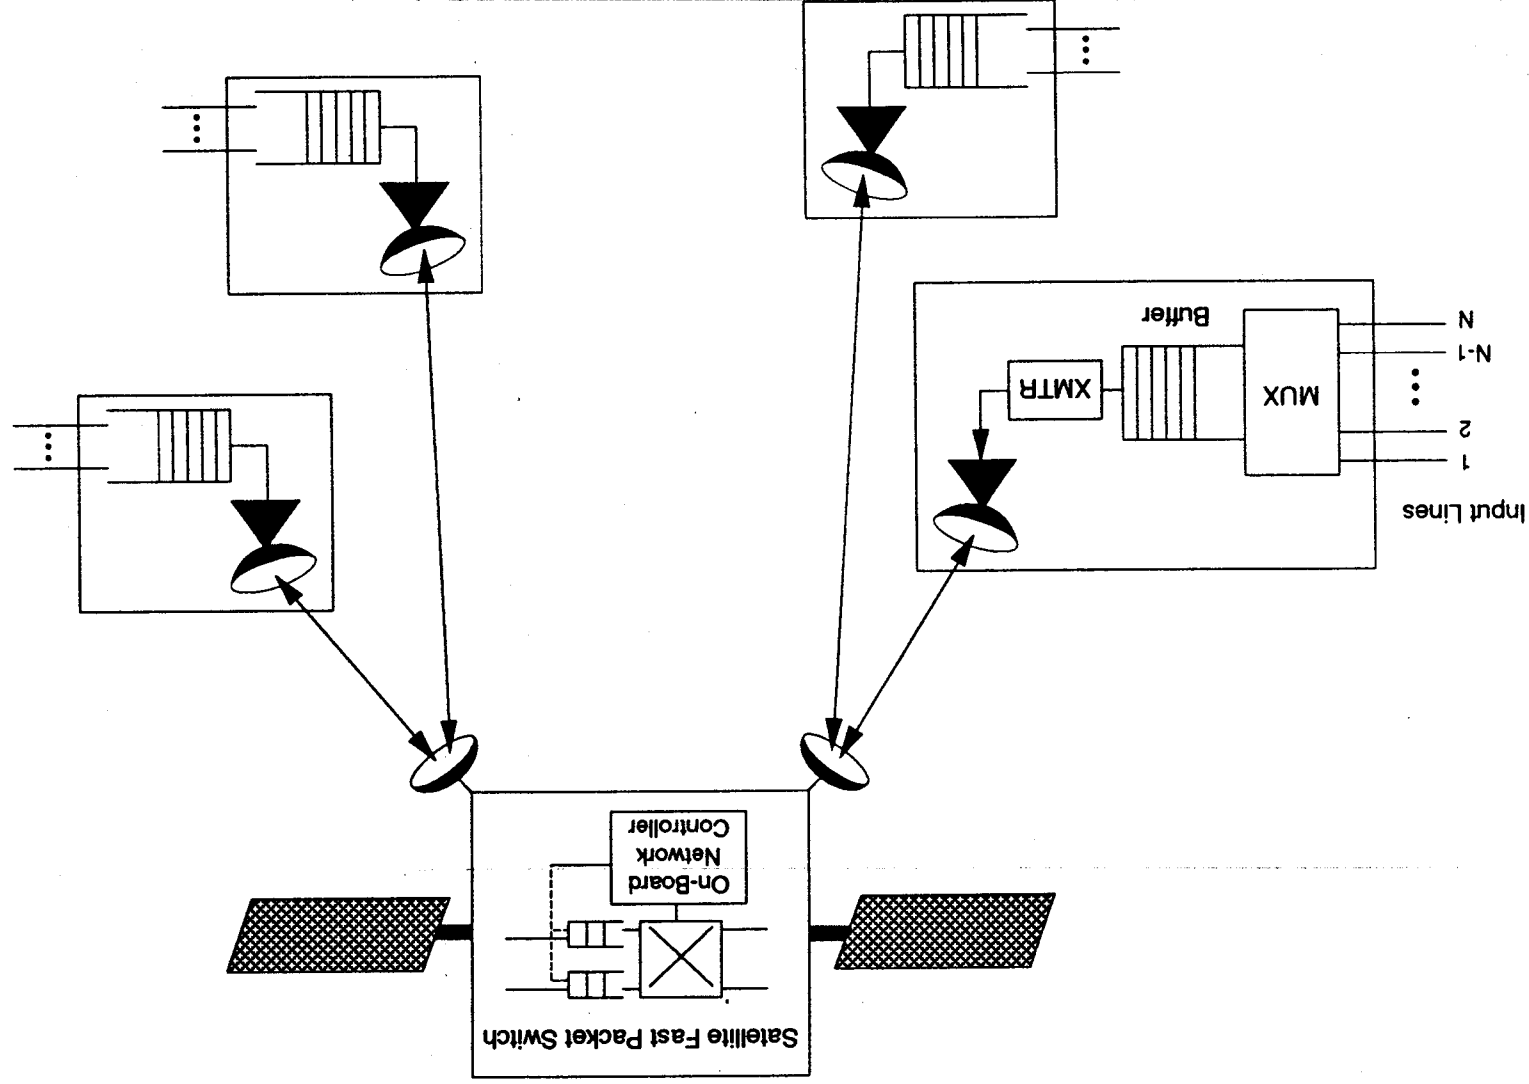 Satellite Fast Packet Switch
On-Board
Network
Controller
Input Lines
1
2
N-1
N
MUX
Buffer
XMTR